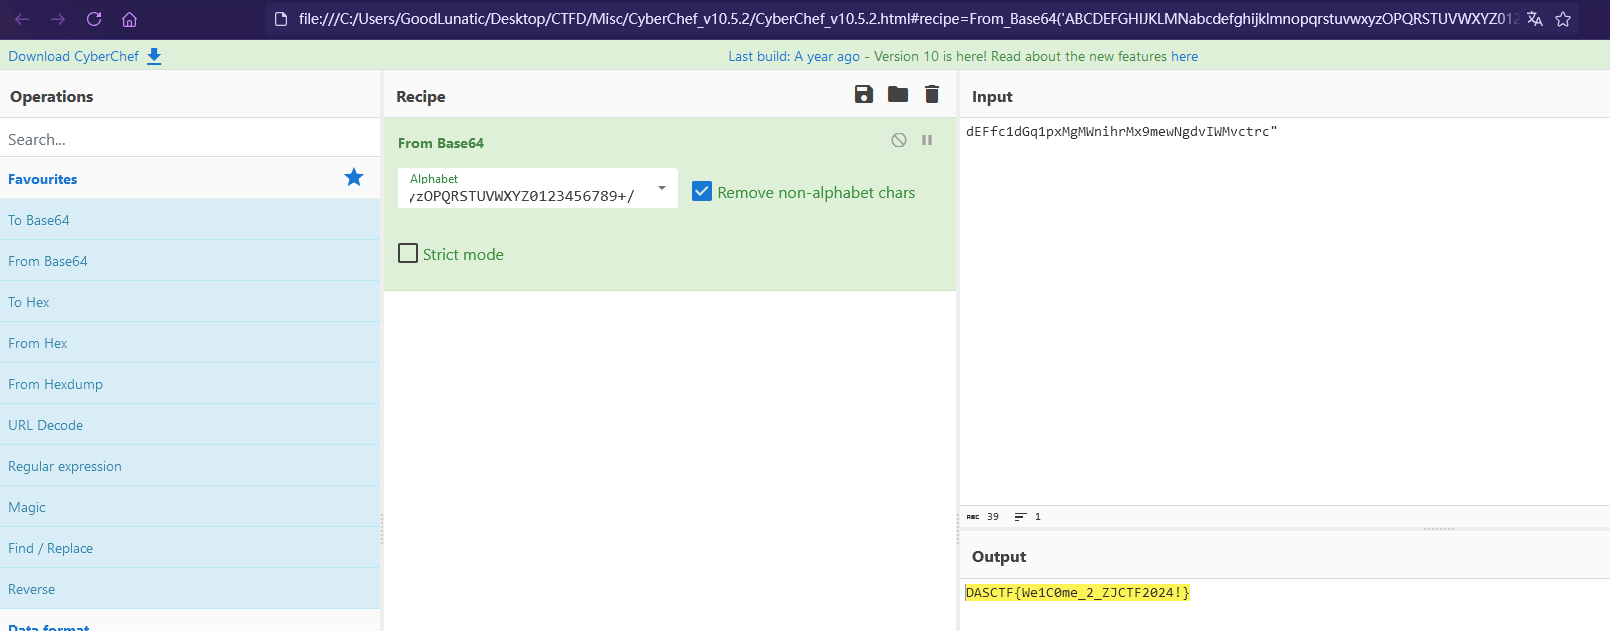 file:///C:/Users/GoodLunatic/Desktop/CTFD/Misc/CyberChef_v10.5.2/CyberChef_v10.5.2.html#recipe=From_Base64('ABCDEFGHIJKLMNabcdefghijklmnopqrstuvwxyzOPQRSTUVWXYZ012
Download CyberChef
Last build: A year ago - Version 10 is here! Read about the new features here
Operations
Recipe
Input
Search...
Favourites
To Base64
From Base64
To Hex
From Hex
From Hexdump
URL Decode
Regular expression
Magic
Find / Replace
Reverse
Data format
From Base64
Alphabet
yzOPQRSTUVWXYZ0123456789+/
Remove non-alphabet chars
Strict mode
dEFfc1dGq1pxMgMWnihrMx9mewNgdvIWMvctrc"
ABC 39 1
Output
DASCTF{We1C0me_2_ZJCTF2024!}